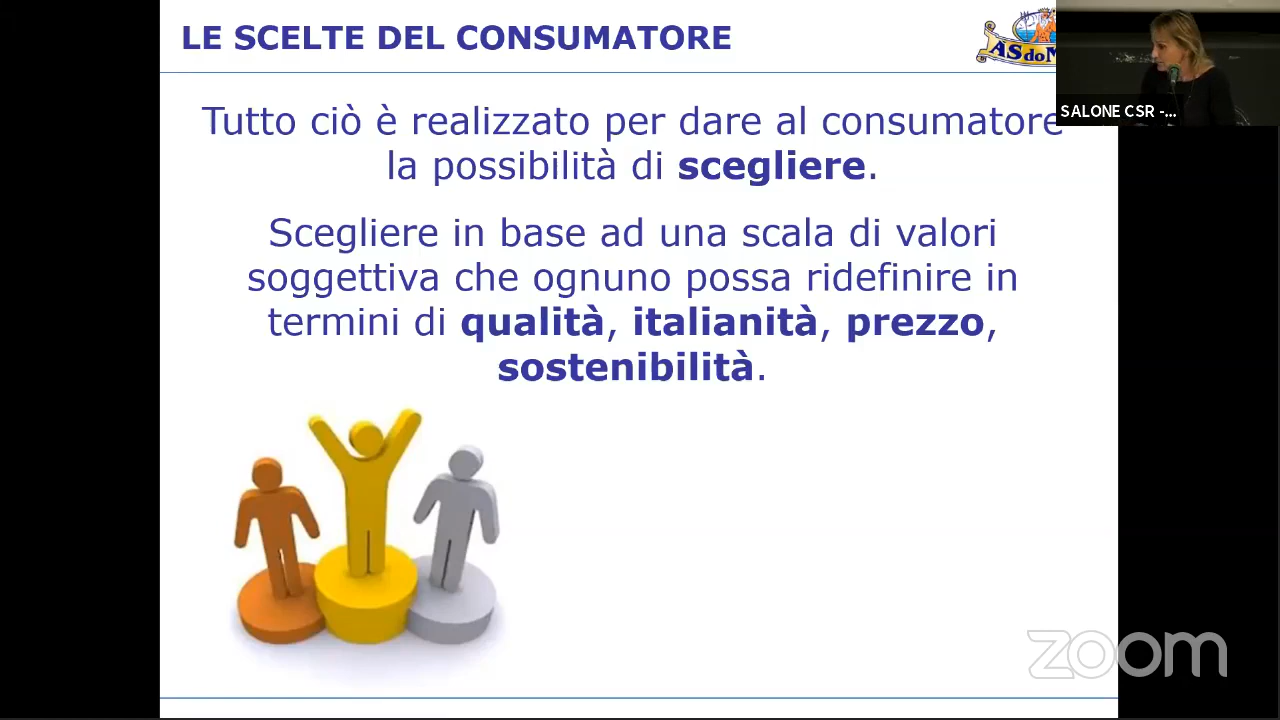 LE SCELTE DEL CONSUMATORE
ASdoM
SALONE CSR -...
Tutto ciò è realizzato per dare al consumatore
la possibilità di scegliere.
Scegliere in base ad una scala di valori
soggettiva che ognuno possa ridefinire in
termini di qualità, italianità, prezzo,
sostenibilità.
zoom